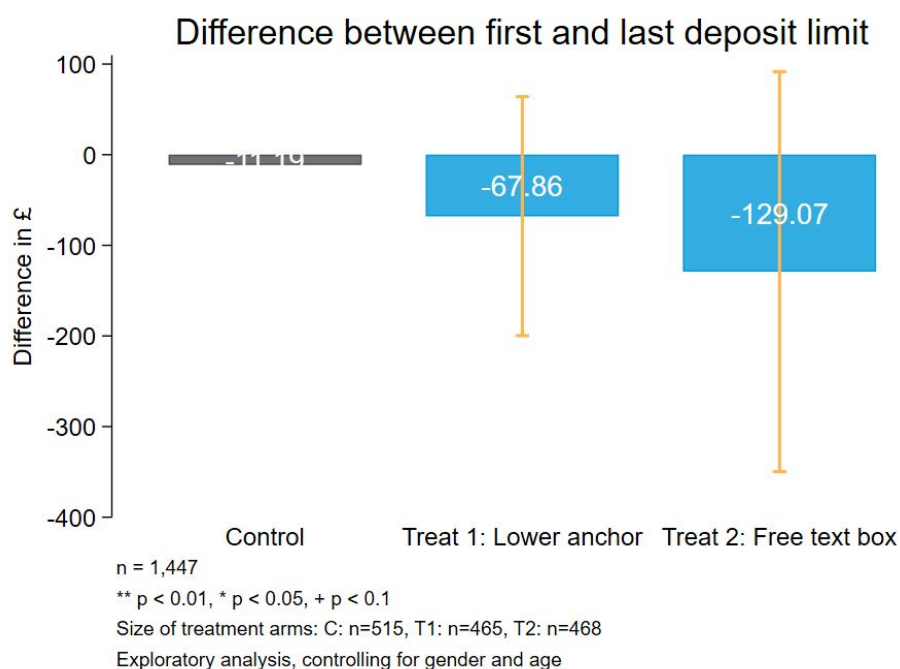 Difference between first and last deposit limit
100
0
-100
-200
-300
-400
Difference in £
-11.19
-67.86
-129.07
Control
Treat 1: Lower anchor
Treat 2: Free text box
n = 1,447
** p < 0.01, * p < 0.05, + p < 0.1
Size of treatment arms: C: n=515, T1: n=465, T2: n=468
Exploratory analysis, controlling for gender and age